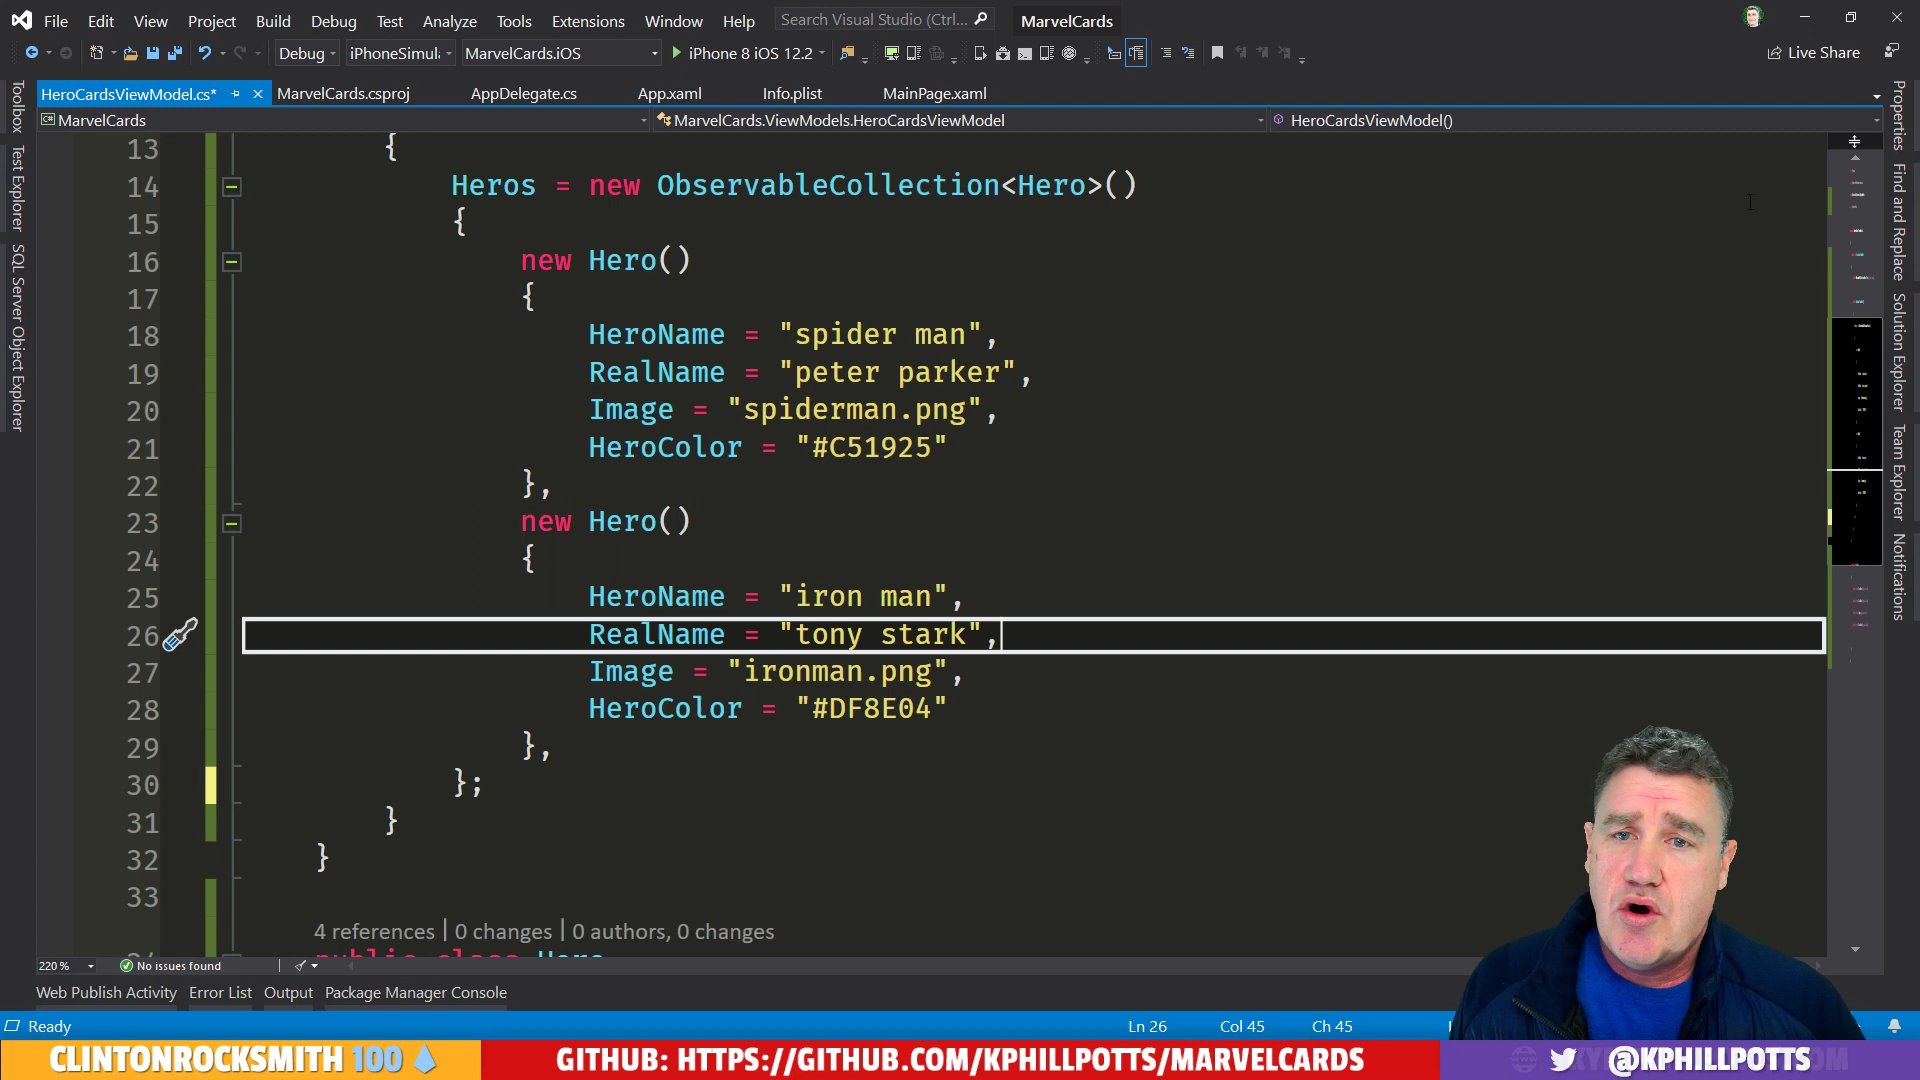 File Edit View Project Build Debug Test Analyze Tools Extensions Window Help Search Visual Studio (Ctrl... MarvelCards
Debug iPhoneSimul MarvelCards.iOS iPhone 8 iOS 12.2 Live Share
HeroCardsViewModel.cs* MarvelCards.csproj AppDelegate.cs App.xaml Info.plist MainPage.xaml
MarvelCards MarvelCards.ViewModels.HeroCardsViewModel HeroCardsViewModel()
Toolbox
Test Explorer
SQL Server Object Explorer
13 {
14 Heros = new ObservableCollection<Hero>()
15 {
16 new Hero()
17 {
18 HeroName = "spider man",
19 RealName = "peter parker",
20 Image = "spiderman.png",
21 HeroColor = "#C51925"
22 },
23 new Hero()
24 {
25 HeroName = "iron man",
26 RealName = "tony stark",
27 Image = "ironman.png",
28 HeroColor = "#DF8E04"
29 },
30 };
31 }
32 }
33
4 references | 0 changes | 0 authors, 0 changes
public class Hero
Properties
Find and Replace
Solution Explorer
Team Explorer
Notifications
220 % No issues found
Web Publish Activity Error List Output Package Manager Console
Ready Ln 26 Col 45 Ch 45
CLINTONROCKSMITH 100 GITHUB: HTTPS://GITHUB.COM/KPHILLPOTTS/MARVELCARDS @KPHILLPOTTS